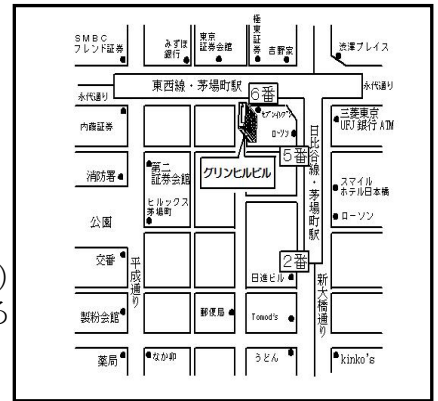 SMBC
フレンド証券
みずほ
銀行
東京
証券会館
極東証券
吉野家
渋澤プレイス
東西線・茅場町駅
6番
永代通り
永代通り
内藤証券
セブンイレブン
ローソン
三菱東京
UFJ銀行ATM
5番
日比谷線・茅場町駅
消防署
第二
証券会館
グリンヒルビル
スマイル
ホテル日本橋
ヒルックス
茅場町
ローソン
公園
交番
平成通り
2番
日進ビル
新大橋通り
製粉会館
郵便局
Tomod's
薬局
なか卯
うどん
kinko's
)
る